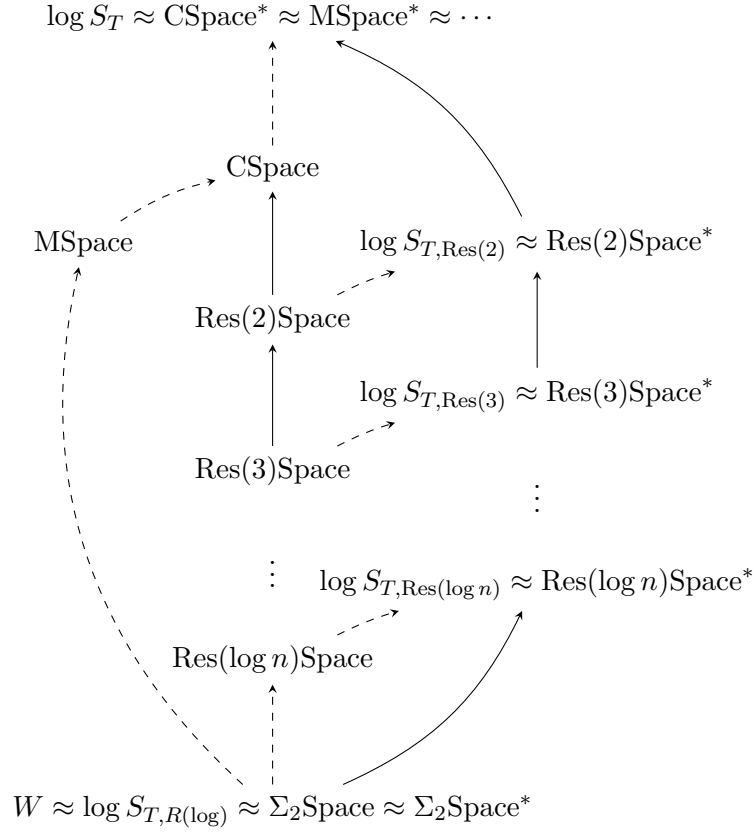 log S_T ≈ CSpace* ≈ MSpace* ≈ ⋯
CSpace
MSpace
log S_{T,Res(2)} ≈ Res(2)Space*
Res(2)Space
log S_{T,Res(3)} ≈ Res(3)Space*
Res(3)Space
⋮
⋮
log S_{T,Res(log n)} ≈ Res(log n)Space*
Res(log n)Space
W ≈ log S_{T,R(log)} ≈ Σ₂Space ≈ Σ₂Space*